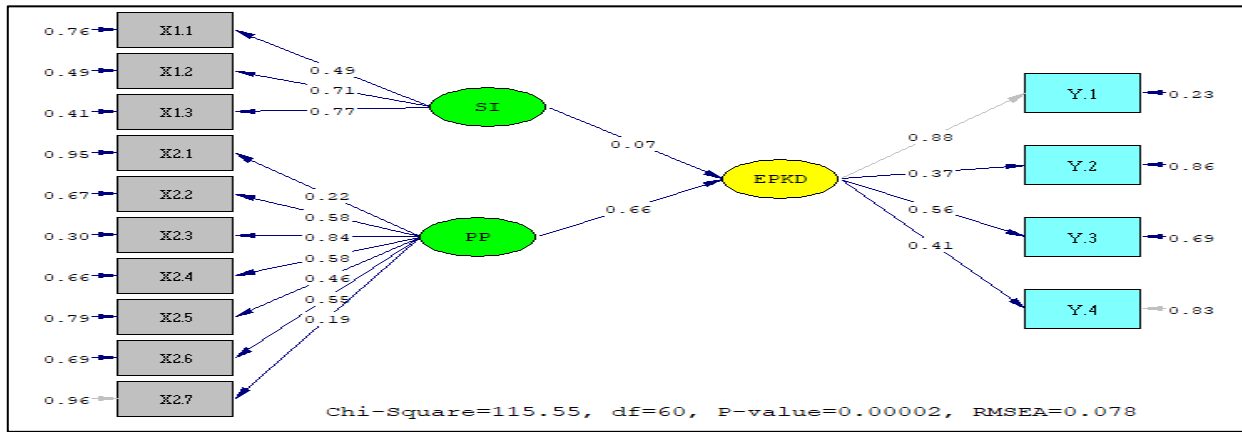 0.76 X1.1
0.49 X1.2
0.41 X1.3
0.95 X2.1
0.67 X2.2
0.30 X2.3
0.66 X2.4
0.79 X2.5
0.69 X2.6
0.96 X2.7
0.49
0.71
0.77
SI
0.22
0.58
0.84
0.58
0.46
0.55
0.19
PP
0.07
0.66
EPKD
0.88
0.37
0.56
0.41
Y.1 0.23
Y.2 0.86
Y.3 0.69
Y.4 0.83
Chi-Square=115.55, df=60, P-value=0.00002, RMSEA=0.078